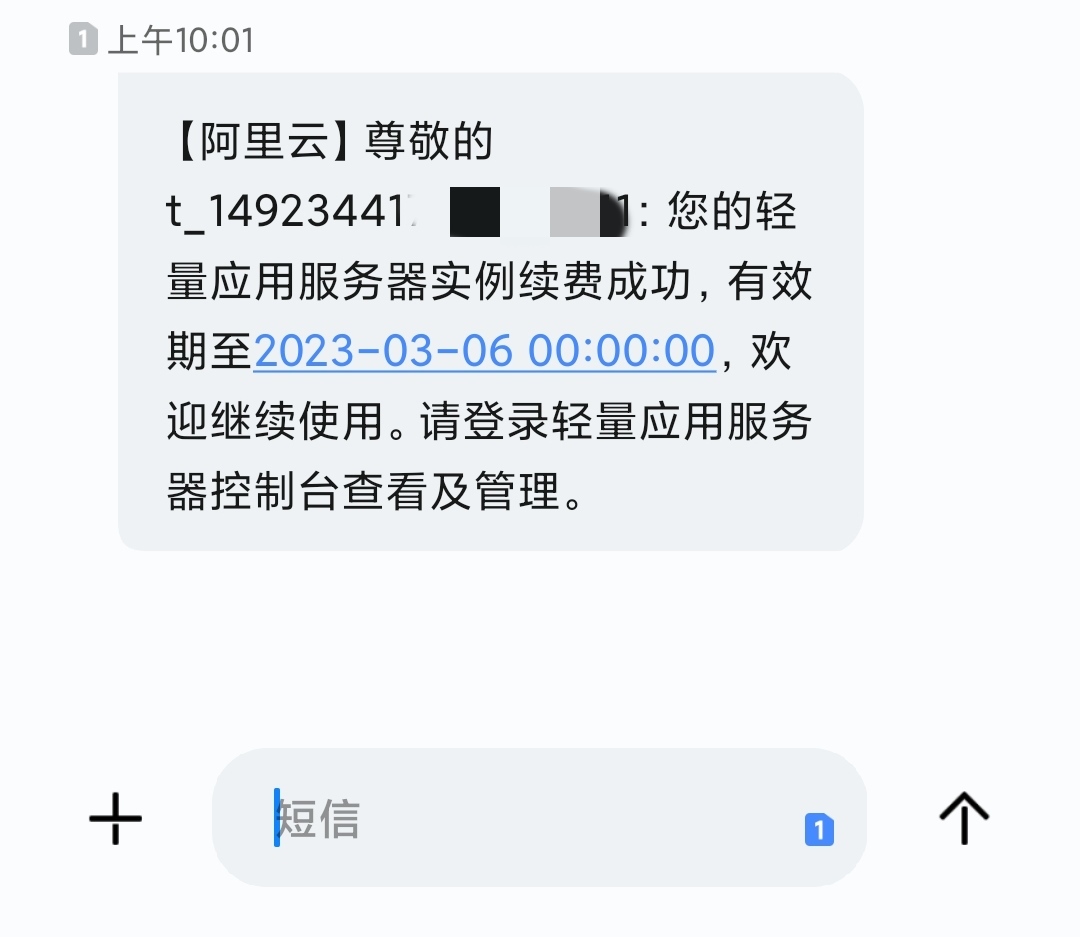 1 上午10:01
【阿里云】尊敬的
t_14923441 1：您的轻
量应用服务器实例续费成功，有效
期至2023-03-06 00:00:00，欢
迎继续使用。请登录轻量应用服务
器控制台查看及管理。
短信
1